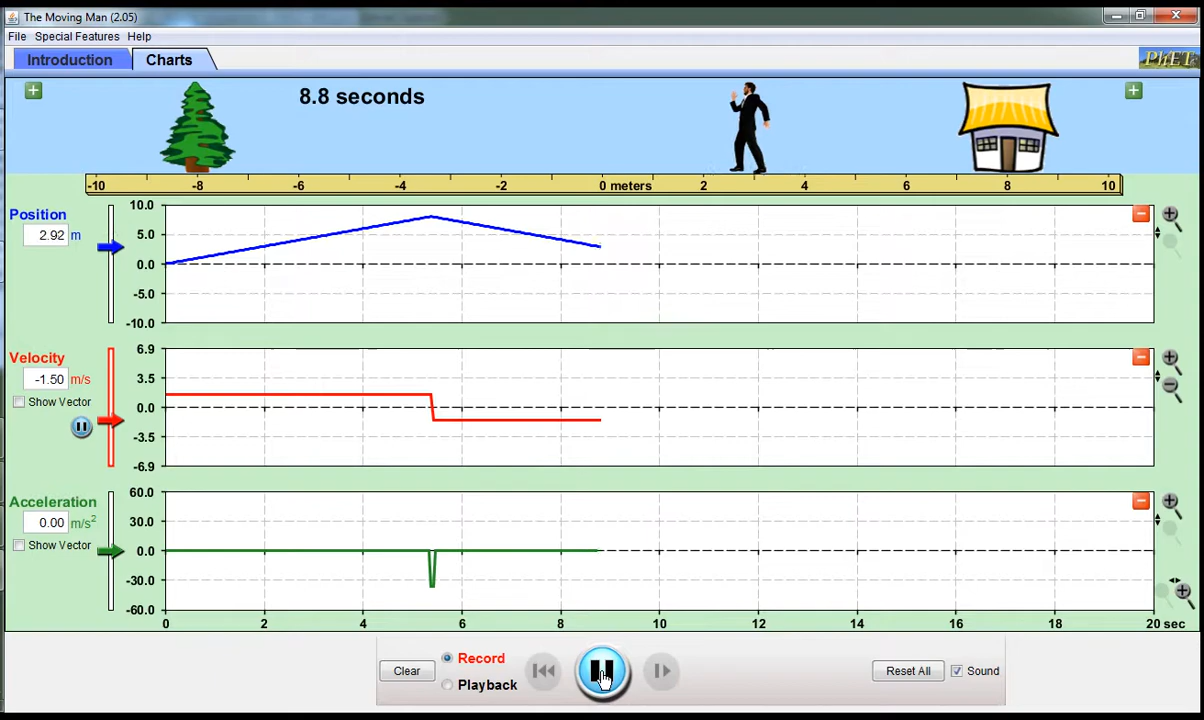 The Moving Man (2.05)
File Special Features Help
Introduction Charts
PhET
8.8 seconds
-10 -8 -6 -4 -2 0 meters 2 4 6 8 10
Position
2.92 m
10.0
5.0
0.0
-5.0
-10.0
Velocity
-1.50 m/s
Show Vector
6.9
3.5
0.0
-3.5
-6.9
Acceleration
0.00 m/s²
Show Vector
60.0
30.0
0.0
-30.0
-60.0
0 2 4 6 8 10 12 14 16 18 20 sec
Clear
Record
Playback
Reset All
Sound